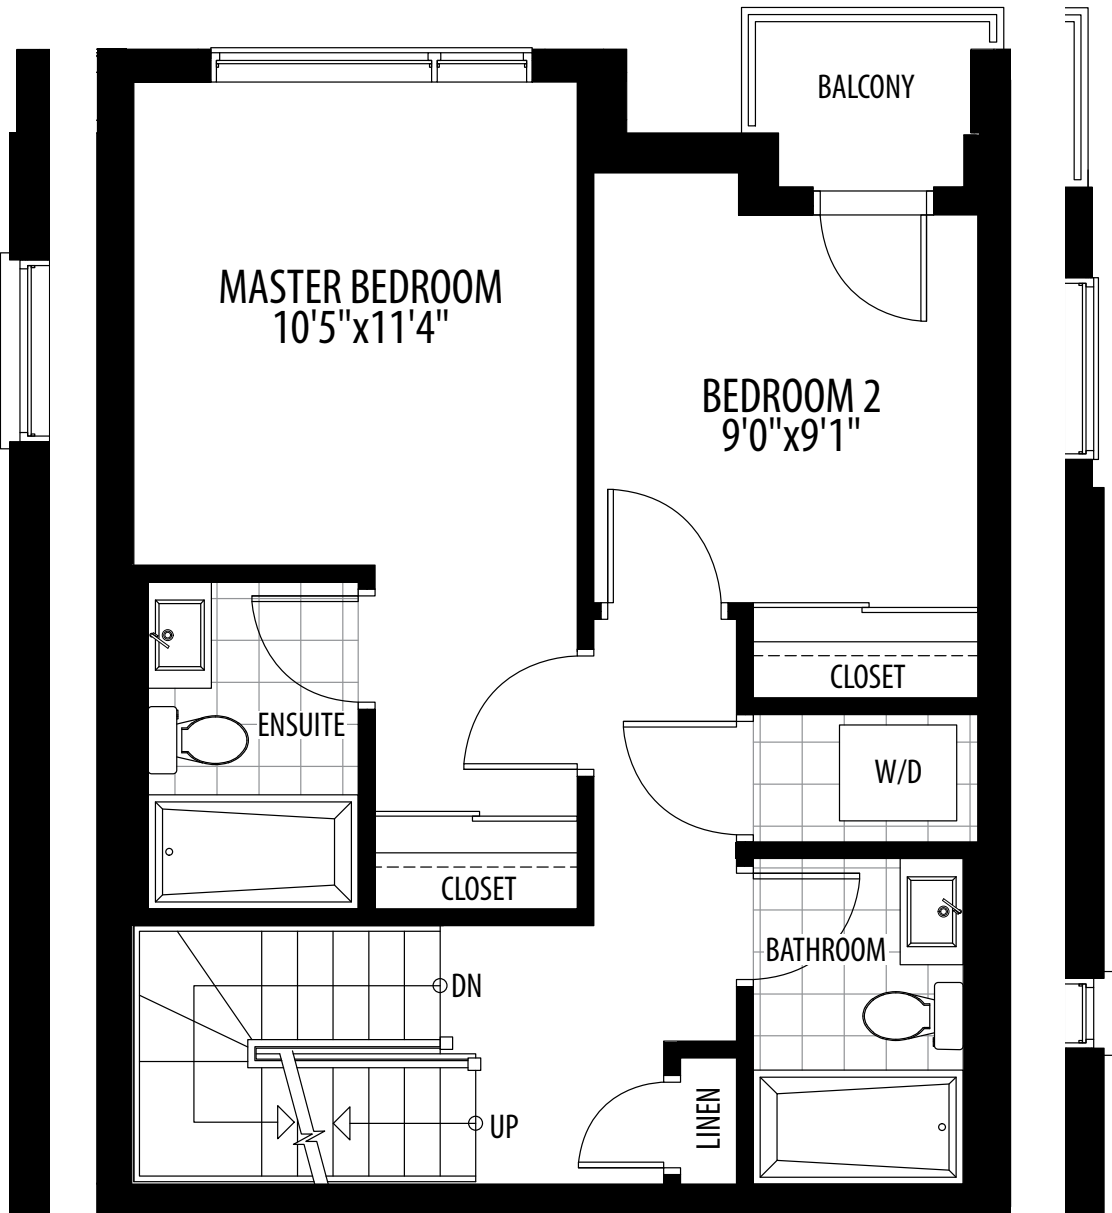 BALCONY
MASTER BEDROOM
10'5"x11'4"
BEDROOM 2
9'0"x9'1"
CLOSET
ENSUITE
W/D
CLOSET
BATHROOM
DN
LINEN
UP